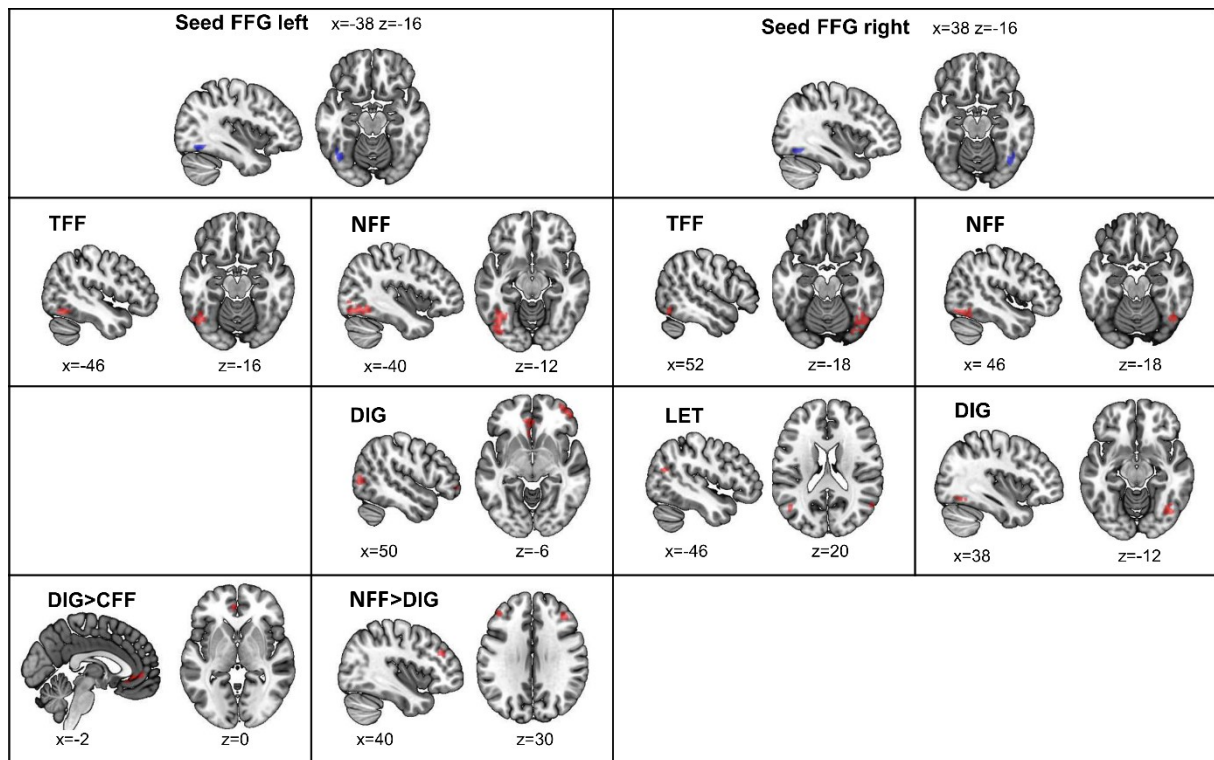 Seed FFG left x=-38 z=-16
Seed FFG right x=38 z=-16
TFF
x=-46 z=-16
NFF
x=-40 z=-12
TFF
x=52 z=-18
NFF
x= 46 z=-18
DIG
x=50 z=-6
LET
x=-46 z=20
DIG
x=38 z=-12
DIG>CFF
x=-2 z=0
NFF>DIG
x=40 z=30